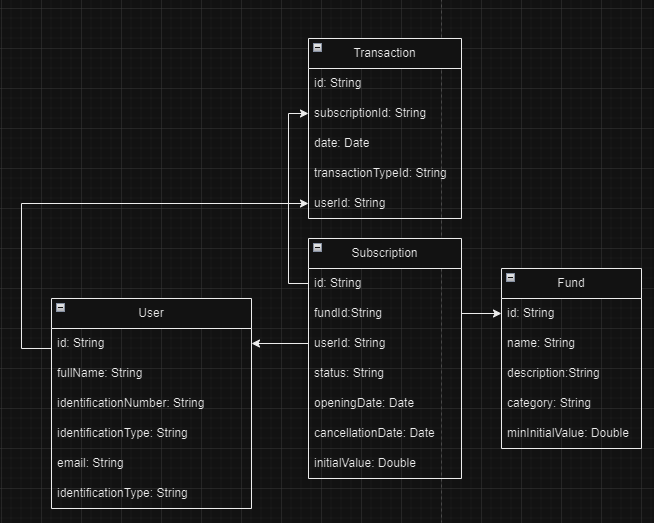 Transaction
id: String
subscriptionId: String
date: Date
transactionTypeId: String
userId: String
Subscription
id: String
fundId:String
userId: String
status: String
openingDate: Date
cancellationDate: Date
initialValue: Double
Fund
id: String
name: String
description:String
category: String
minInitialValue: Double
User
id: String
fullName: String
identificationNumber: String
identificationType: String
email: String
identificationType: String